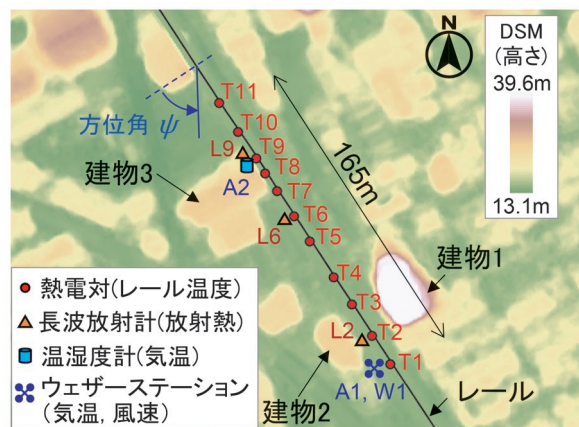 N
DSM
(高さ)
39.6m
13.1m
T11
方位角 ψ
T10
L9
T9
T8
165m
建物3
A2
T7
T6
L6
T5
建物1
T4
T3
L2
T2
T1
A1, W1
レール
建物2
熱電対(レール温度)
長波放射計(放射熱)
温湿度計(気温)
ウェザーステーション
(気温, 風速)